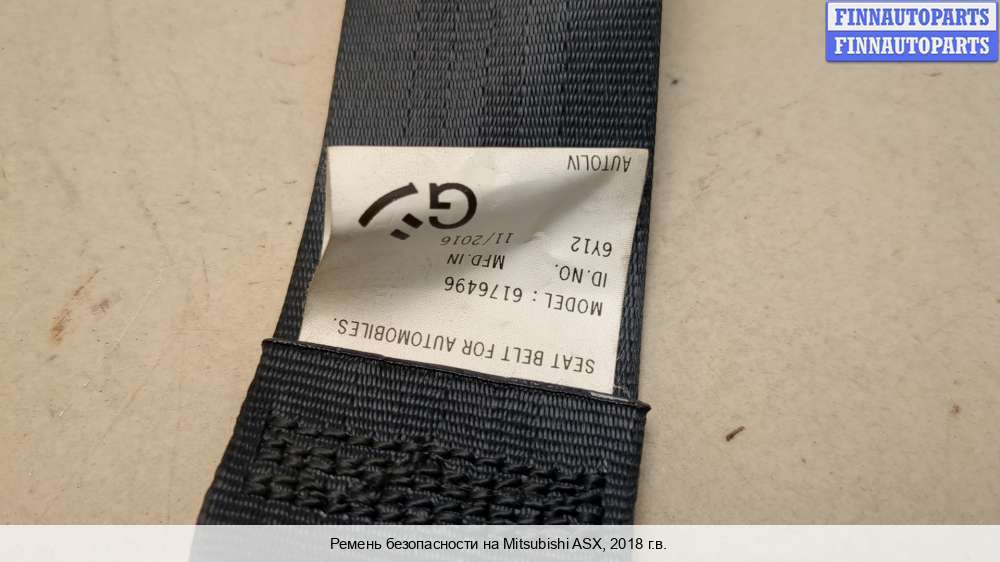 FINNAUTOPARTS
FINNAUTOPARTS
SEAT BELT FOR AUTOMOBILES.
MODEL : 6176496
ID.NO. MFD.IN
6Y12 11/2016
G
AUTOLIV
Ремень безопасности на Mitsubishi ASX, 2018 г.в.